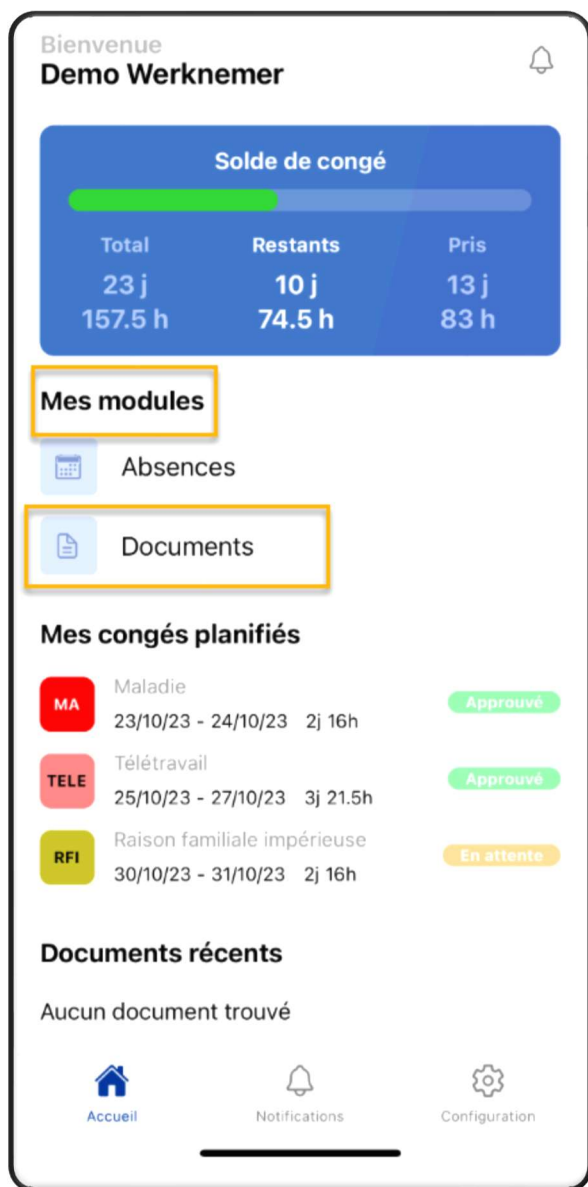 Bienvenue
Demo Werknemer
Solde de congé
Total Restants Pris
23 j 10 j 13 j
157.5 h 74.5 h 83 h
Mes modules
Absences
Documents
Mes congés planifiés
MA
Maladie
23/10/23 - 24/10/23 2j 16h
Approuvé
TELE
Télétravail
25/10/23 - 27/10/23 3j 21.5h
Approuvé
RFI
Raison familiale impérieuse
30/10/23 - 31/10/23 2j 16h
En attente
Documents récents
Aucun document trouvé
Accueil Notifications Configuration